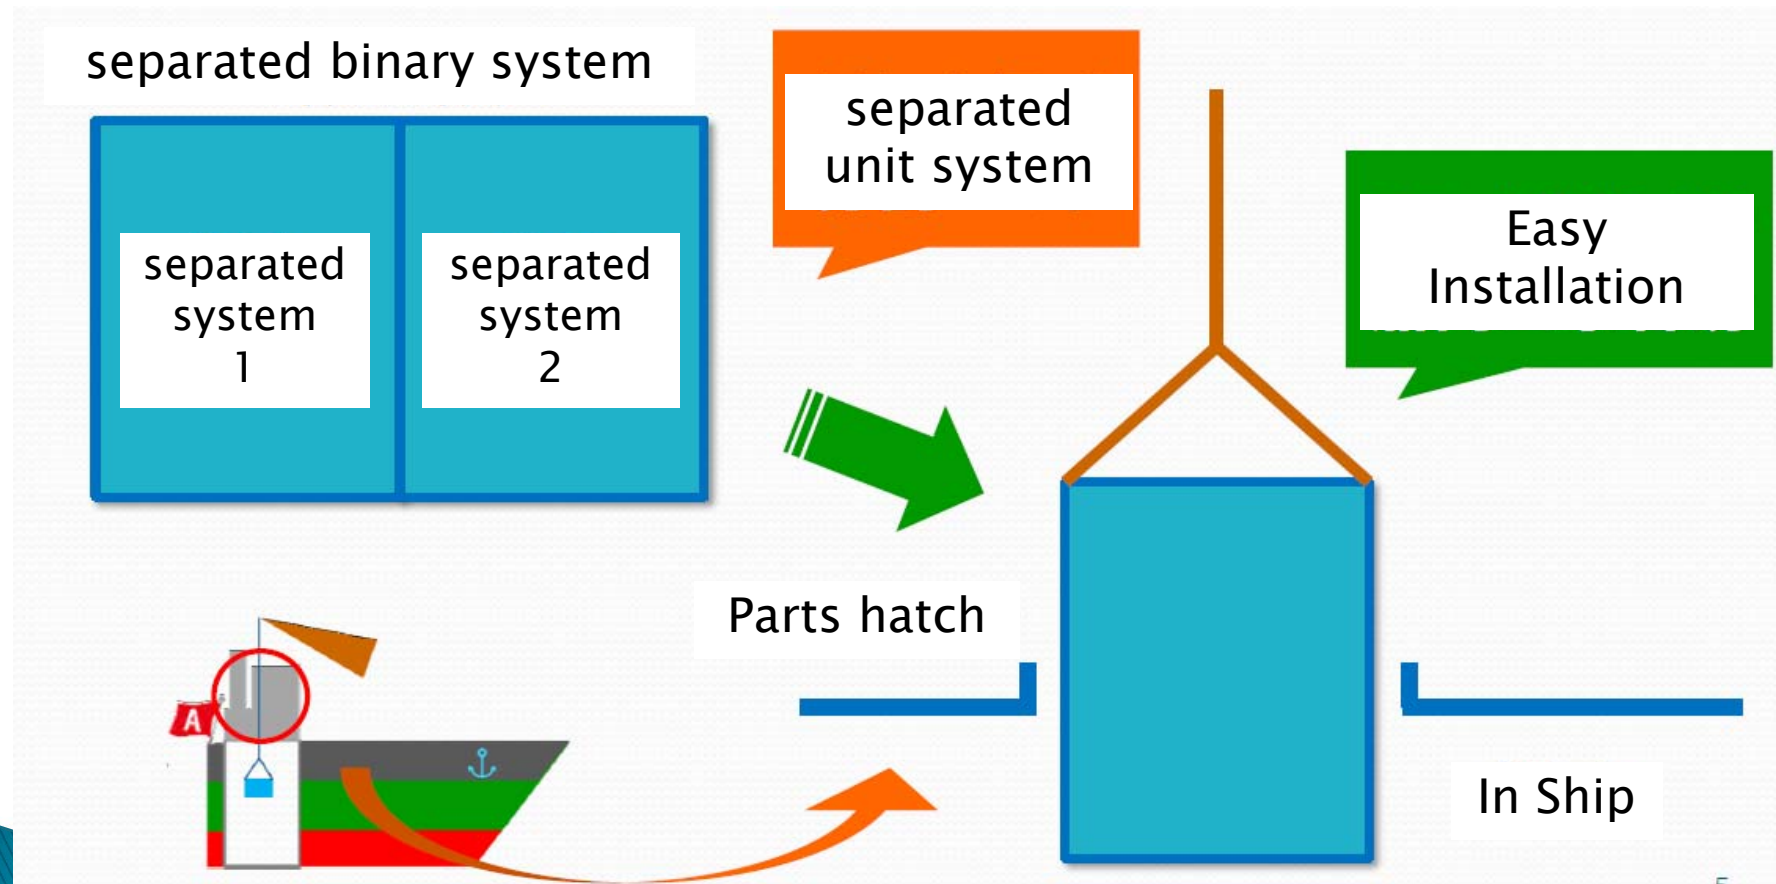 separated binary system
separated
system
1
separated
system
2
separated
unit system
Easy
Installation
Parts hatch
In Ship
A